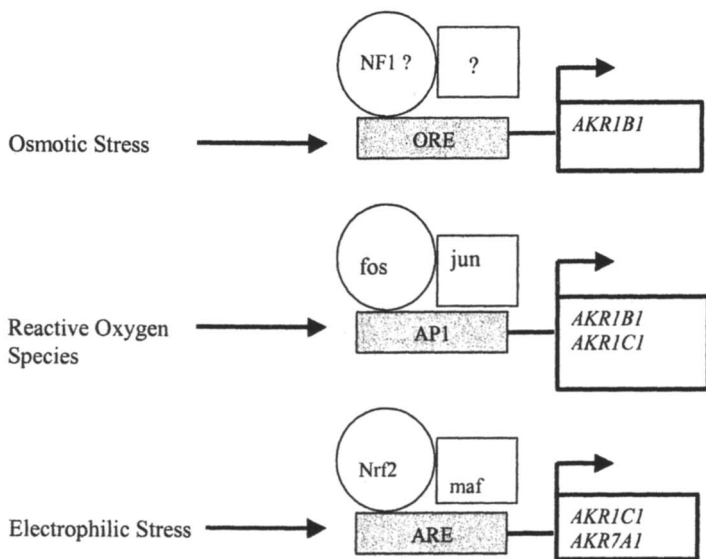 NF1 ?
?
Osmotic Stress
ORE
AKR1B1
fos
jun
Reactive Oxygen
Species
AP1
AKR1B1
AKR1C1
Nrf2
maf
Electrophilic Stress
ARE
AKR1C1
AKR7A1